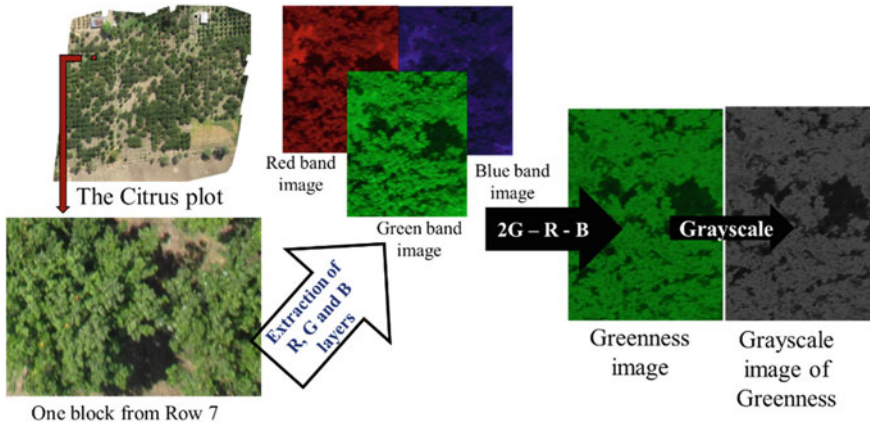 The Citrus plot
One block from Row 7
Extraction of
R, G and B
layers
Red band
image
Green band
image
Blue band
image
2G – R - B
Greenness
image
Grayscale
Grayscale
image of
Greenness